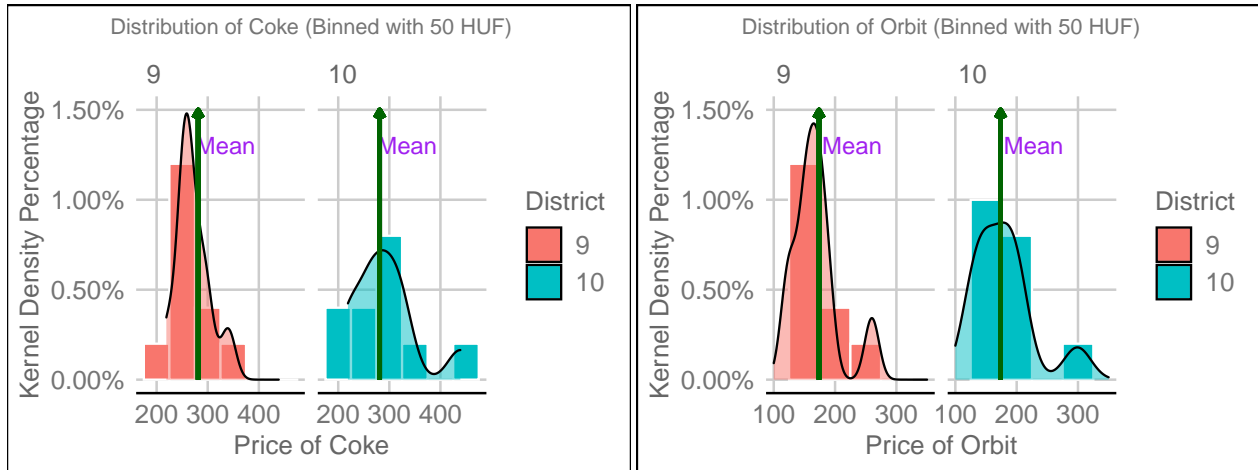 Distribution of Coke (Binned with 50 HUF)
9
10
Kernel Density Percentage
1.50%
1.00%
0.50%
0.00%
Mean
Mean
200
300
400
200
300
400
Price of Coke
District
9
10
Distribution of Orbit (Binned with 50 HUF)
9
10
Kernel Density Percentage
1.50%
1.00%
0.50%
0.00%
Mean
Mean
100
200
300
100
200
300
Price of Orbit
District
9
10